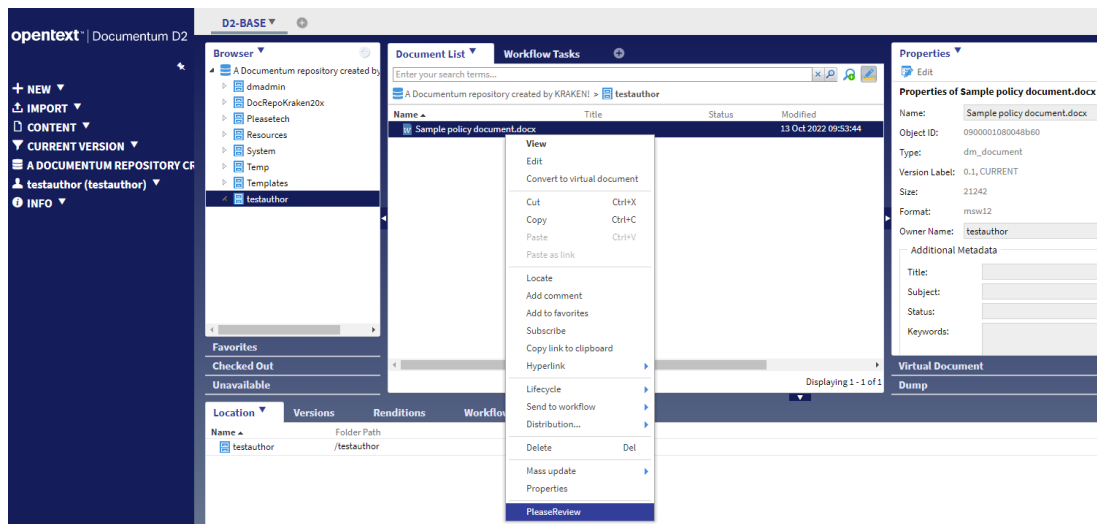 opentext™ | Documentum D2
NEW
IMPORT
CONTENT
CURRENT VERSION
A DOCUMENTUM REPOSITORY CR
testauthor (testauthor)
INFO
D2-BASE
Browser
A Documentum repository created by
dmadmin
DocRepoKraken20x
Pleasetech
Resources
System
Temp
Templates
testauthor
Favorites
Checked Out
Unavailable
Document List Workflow Tasks
Enter your search terms...
A Documentum repository created by KRAKEN! > testauthor
Name Title Status Modified
Sample policy document.docx 13 Oct 2022 09:53:44
View
Edit
Convert to virtual document
Cut Ctrl+X
Copy Ctrl+C
Paste Ctrl+V
Paste as link
Locate
Add comment
Add to favorites
Subscribe
Copy link to clipboard
Hyperlink
Lifecycle
Send to workflow
Distribution...
Delete Del
Mass update
Properties
PleaseReview
Displaying 1 - 1 of 1
Properties
Edit
Properties of Sample policy document.docx
Name: Sample policy document.docx
Object ID: 0900001080048b60
Type: dm_document
Version Label: 0.1, CURRENT
Size: 21242
Format: msw12
Owner Name: testauthor
Additional Metadata
Title:
Subject:
Status:
Keywords:
Virtual Document
Dump
Location Versions Renditions Workflow
Name Folder Path
testauthor /testauthor